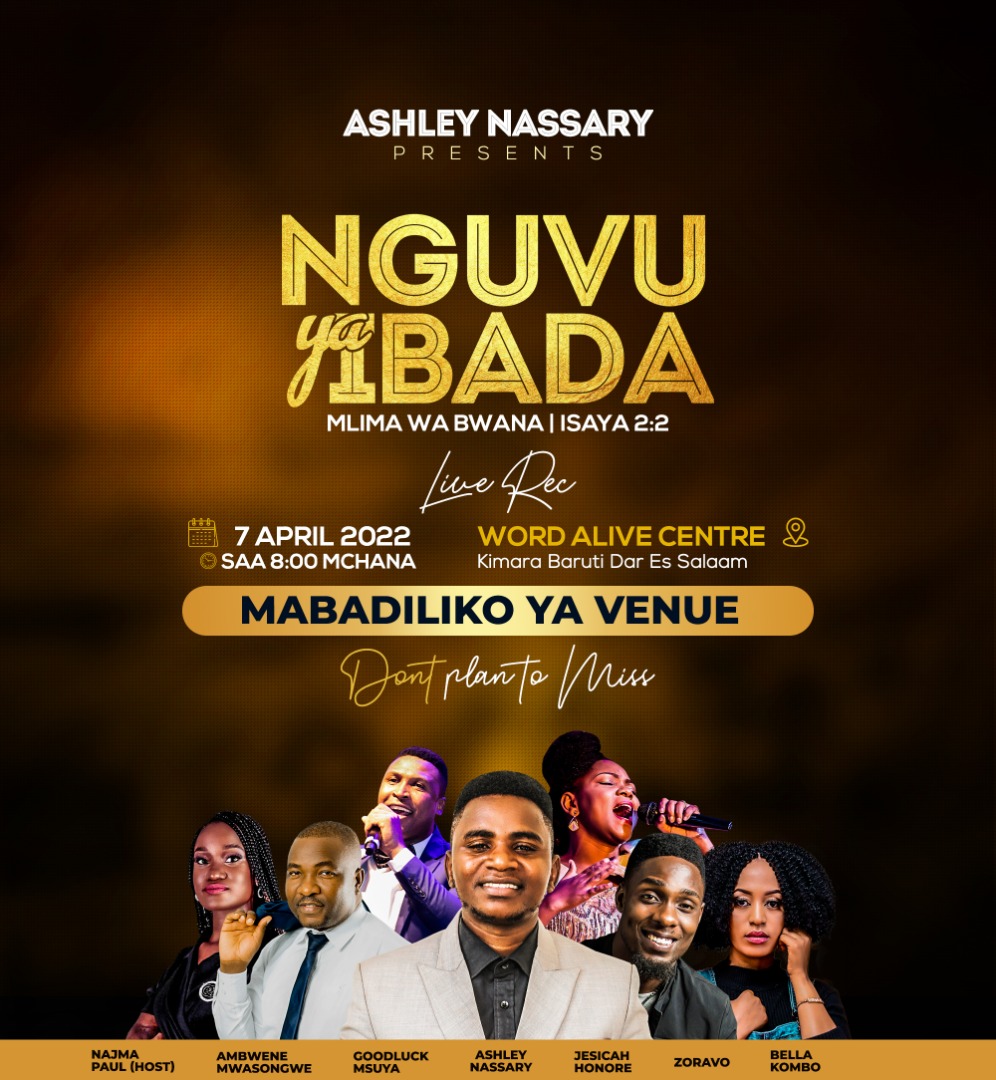 ASHLEY NASSARY
PRESENTS
NGUVU
ya IBADA
MLIMA WA BWANA | ISAYA 2:2
Live Rec
7 APRIL 2022
SAA 8:00 MCHANA
WORD ALIVE CENTRE
Kimara Baruti Dar Es Salaam
MABADILIKO YA VENUE
Dont plan to Miss
NAJMA
PAUL (HOST)
AMBWENE
MWASONGWE
GOODLUCK
MSUYA
ASHLEY
NASSARY
JESICAH
HONORE
ZORAVO
BELLA
KOMBO